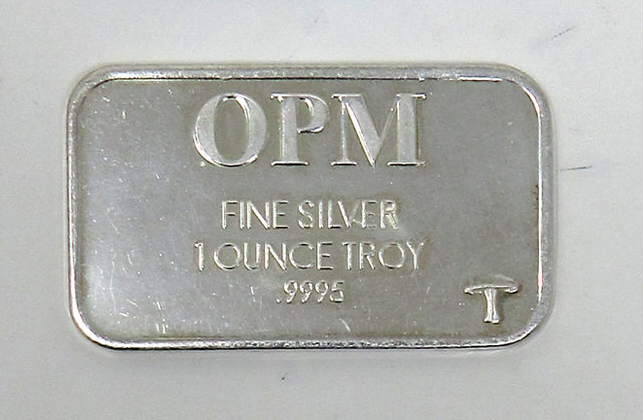 OPM
FINE SILVER
1 OUNCE TROY
.9995
T